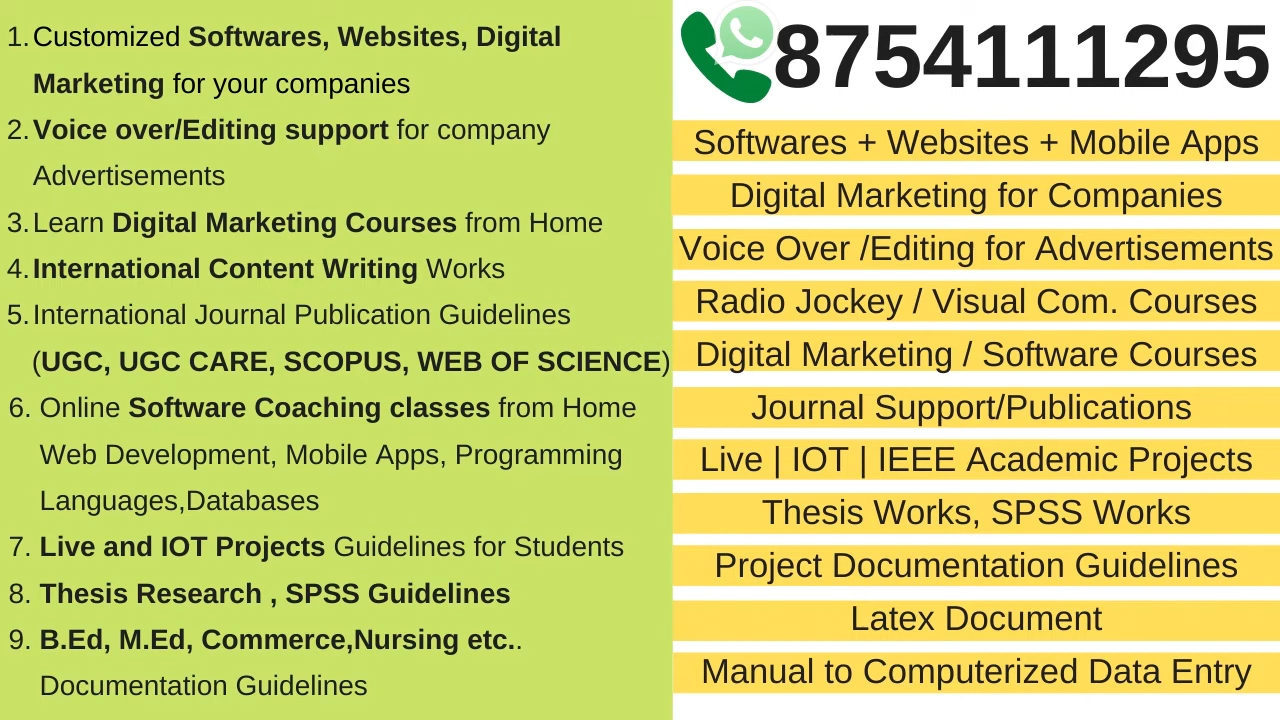 1. Customized Softwares, Websites, Digital
Marketing for your companies
2. Voice over/Editing support for company
Advertisements
3. Learn Digital Marketing Courses from Home
4. International Content Writing Works
5. International Journal Publication Guidelines
(UGC, UGC CARE, SCOPUS, WEB OF SCIENCE)
6. Online Software Coaching classes from Home
Web Development, Mobile Apps, Programming
Languages,Databases
7. Live and IOT Projects Guidelines for Students
8. Thesis Research , SPSS Guidelines
9. B.Ed, M.Ed, Commerce,Nursing etc..
Documentation Guidelines
8754111295
Softwares + Websites + Mobile Apps
Digital Marketing for Companies
Voice Over /Editing for Advertisements
Radio Jockey / Visual Com. Courses
Digital Marketing / Software Courses
Journal Support/Publications
Live | IOT | IEEE Academic Projects
Thesis Works, SPSS Works
Project Documentation Guidelines
Latex Document
Manual to Computerized Data Entry